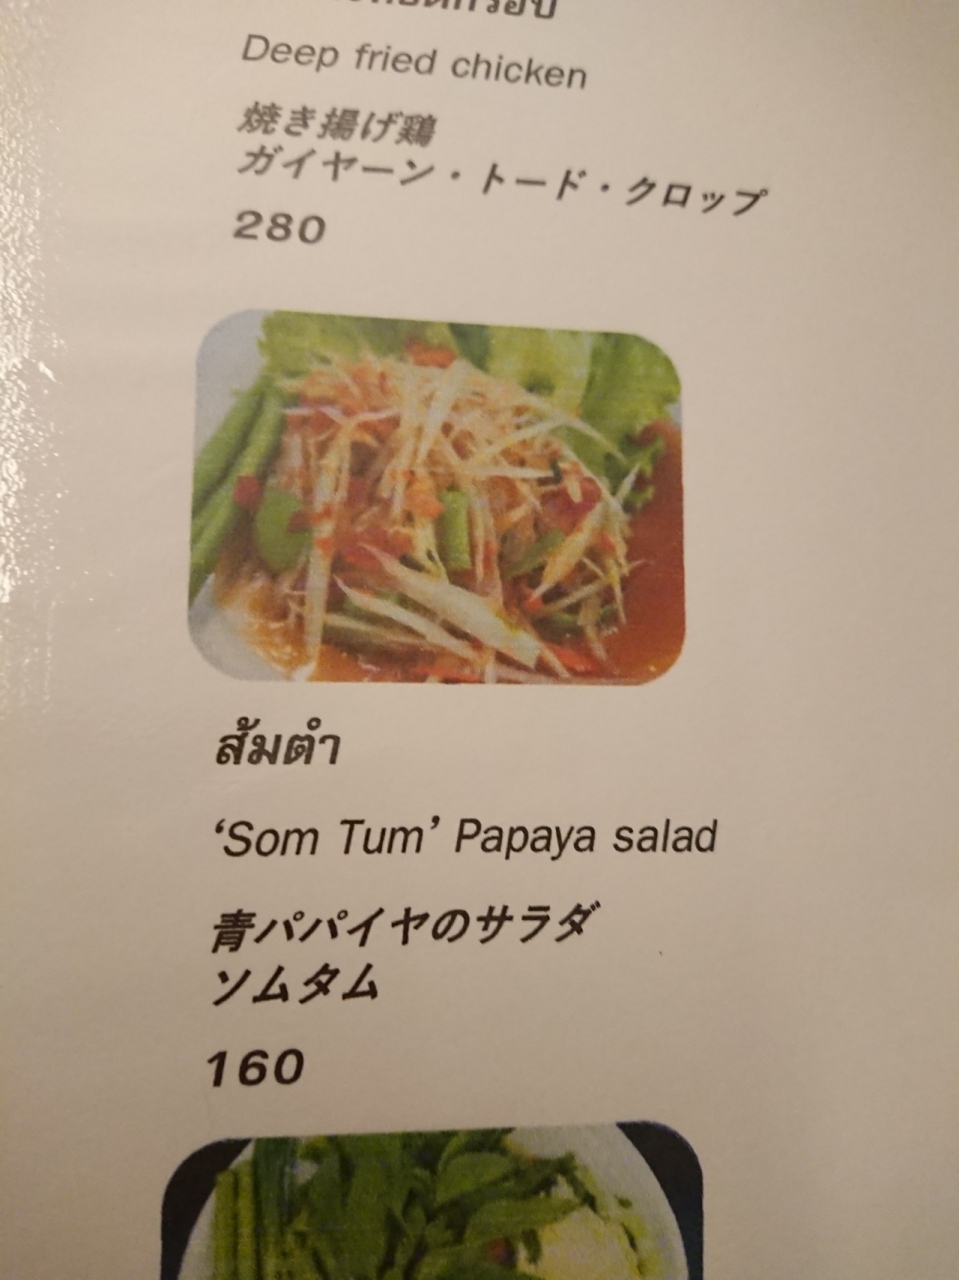 Deep fried chicken
焼き揚げ鶏
ガイヤーン・トード・クロップ
280
ส้มตำ
‘Som Tum’ Papaya salad
青パパイヤのサラダ
ソムタム
160